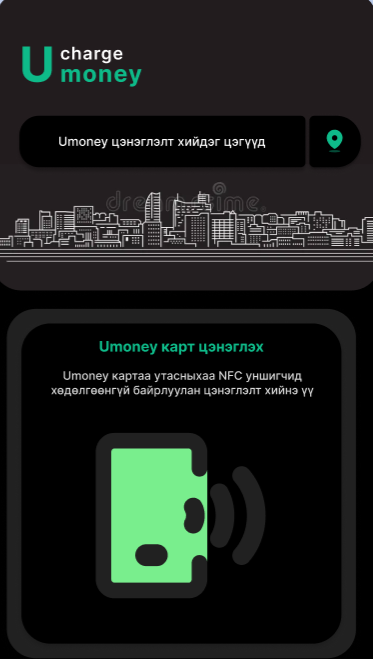 U charge
money
Umoney цэнэглэлт хийдэг цэгүүд
dreamstime.
Umoney карт цэнэглэх
Umoney картаа утасныхаа NFC уншигчид
хөдөлгөөнгүй байрлуулан цэнэглэлт хийнэ үү